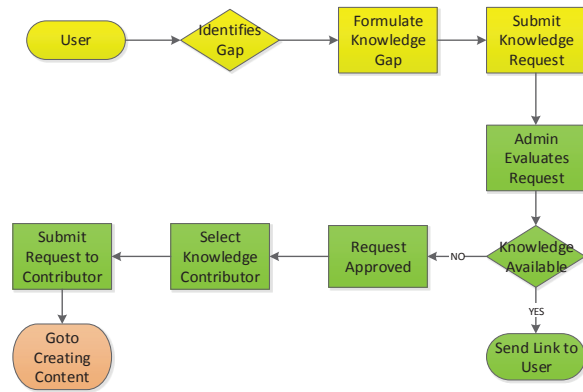 User
Identifies
Gap
Formulate
Knowledge
Gap
Submit
Knowledge
Request
Admin
Evaluates
Request
Knowledge
Available
NO
Request
Approved
Select
Knowledge
Contributor
Submit
Request to
Contributor
YES
Goto
Creating
Content
Send Link to
User